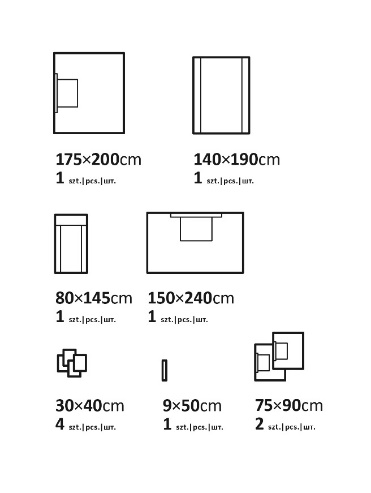 175×200cm
1 szt.|pcs.|шт.
140×190cm
1 szt.|pcs.|шт.
80×145cm
1 szt.|pcs.|шт.
150×240cm
1 szt.|pcs.|шт.
30×40cm
4 szt.|pcs.|шт.
9×50cm
1 szt.|pcs.|шт.
75×90cm
2 szt.|pcs.|шт.